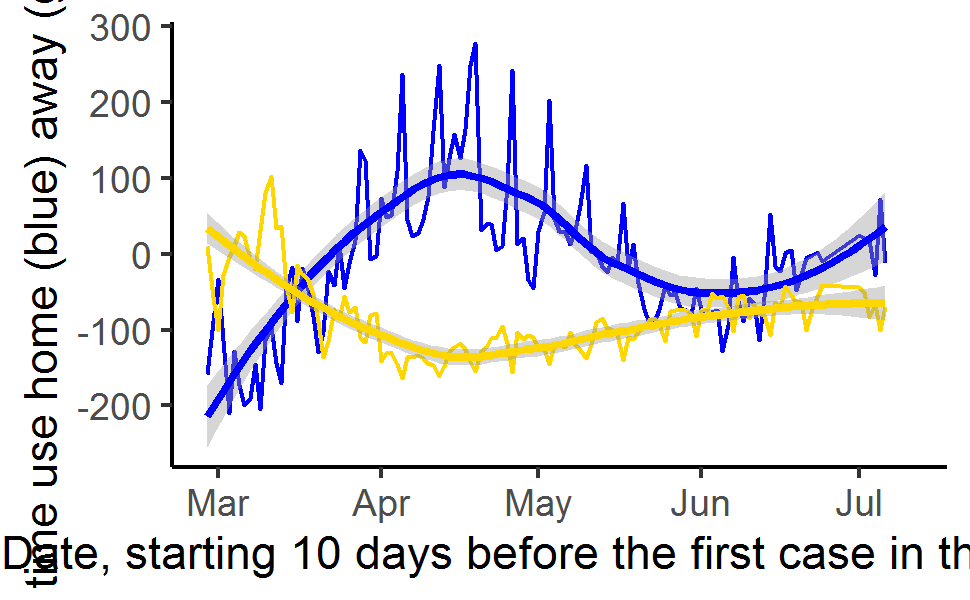 time use home (blue) away (
300
200
100
0
-100
-200
Mar Apr May Jun Jul
Date, starting 10 days before the first case in th